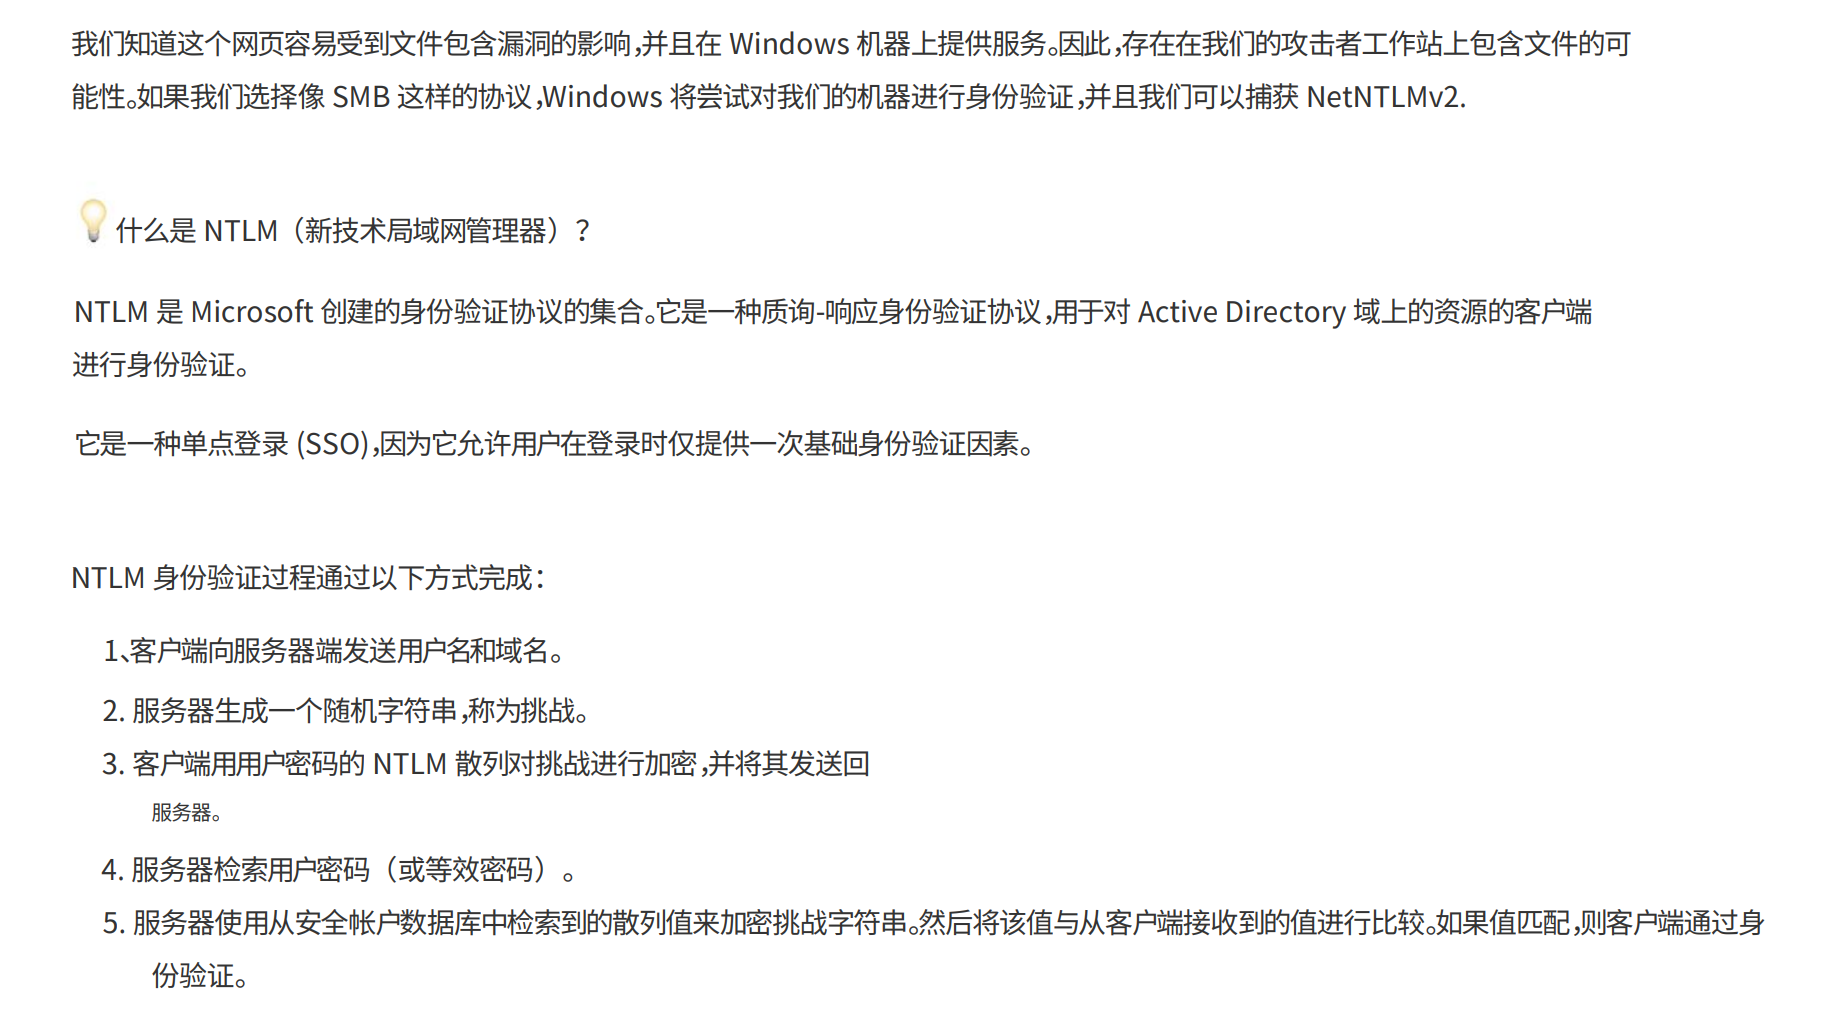 我们知道这个网页容易受到文件包含漏洞的影响,并且在 Windows 机器上提供服务。因此,存在在我们的攻击者工作站上包含文件的可
能性。如果我们选择像 SMB 这样的协议,Windows 将尝试对我们的机器进行身份验证,并且我们可以捕获 NetNTLMv2.
什么是 NTLM（新技术局域网管理器）？
NTLM 是 Microsoft 创建的身份验证协议的集合。它是一种质询-响应身份验证协议,用于对 Active Directory 域上的资源的客户端
进行身份验证。
它是一种单点登录 (SSO),因为它允许用户在登录时仅提供一次基础身份验证因素。
NTLM 身份验证过程通过以下方式完成：
1、客户端向服务器端发送用户名和域名。
2. 服务器生成一个随机字符串,称为挑战。
3. 客户端用用户密码的 NTLM 散列对挑战进行加密,并将其发送回
服务器。
4. 服务器检索用户密码（或等效密码）。
5. 服务器使用从安全帐户数据库中检索到的散列值来加密挑战字符串。然后将该值与从客户端接收到的值进行比较。如果值匹配,则客户端通过身
份验证。